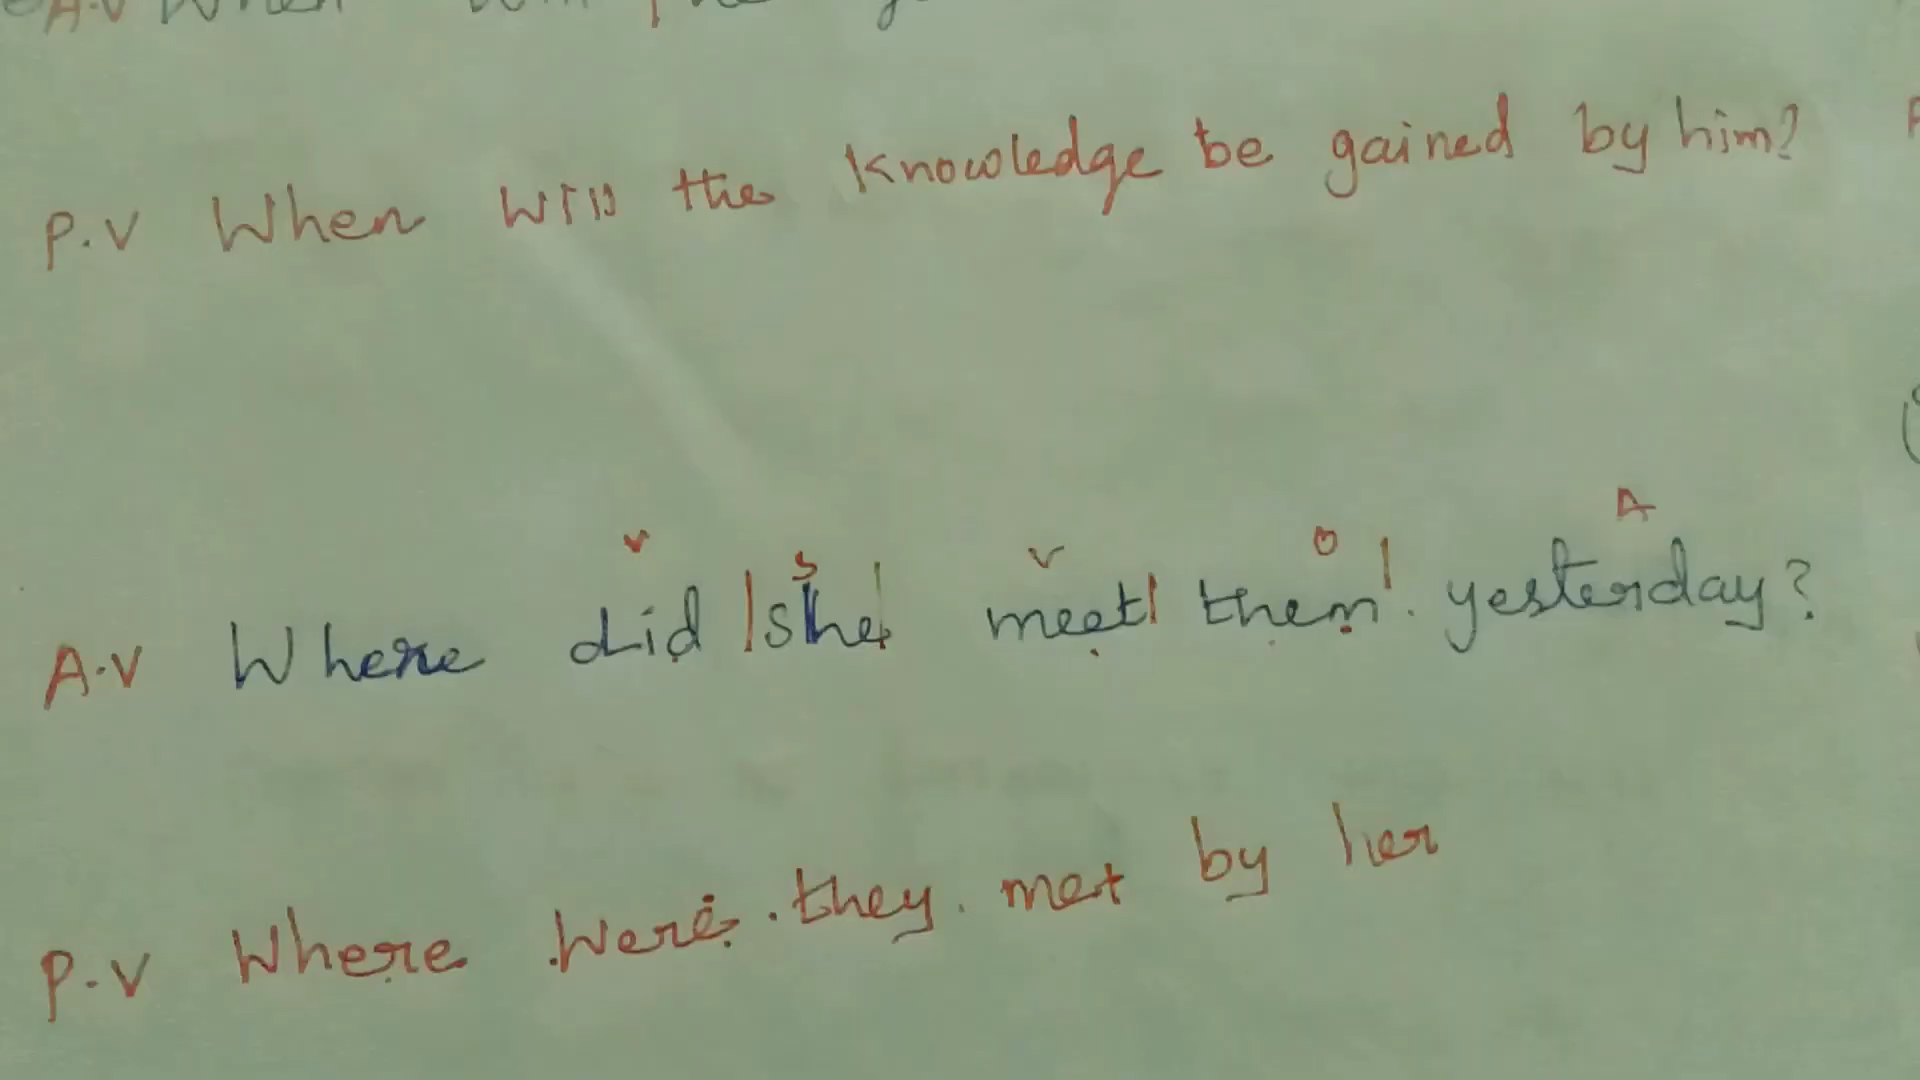 A.V When
P.V When will the Knowledge be gained by him?
V S V O A
A.V Where did |she| meet| them|. yesterday?
P.V Where were they met by her